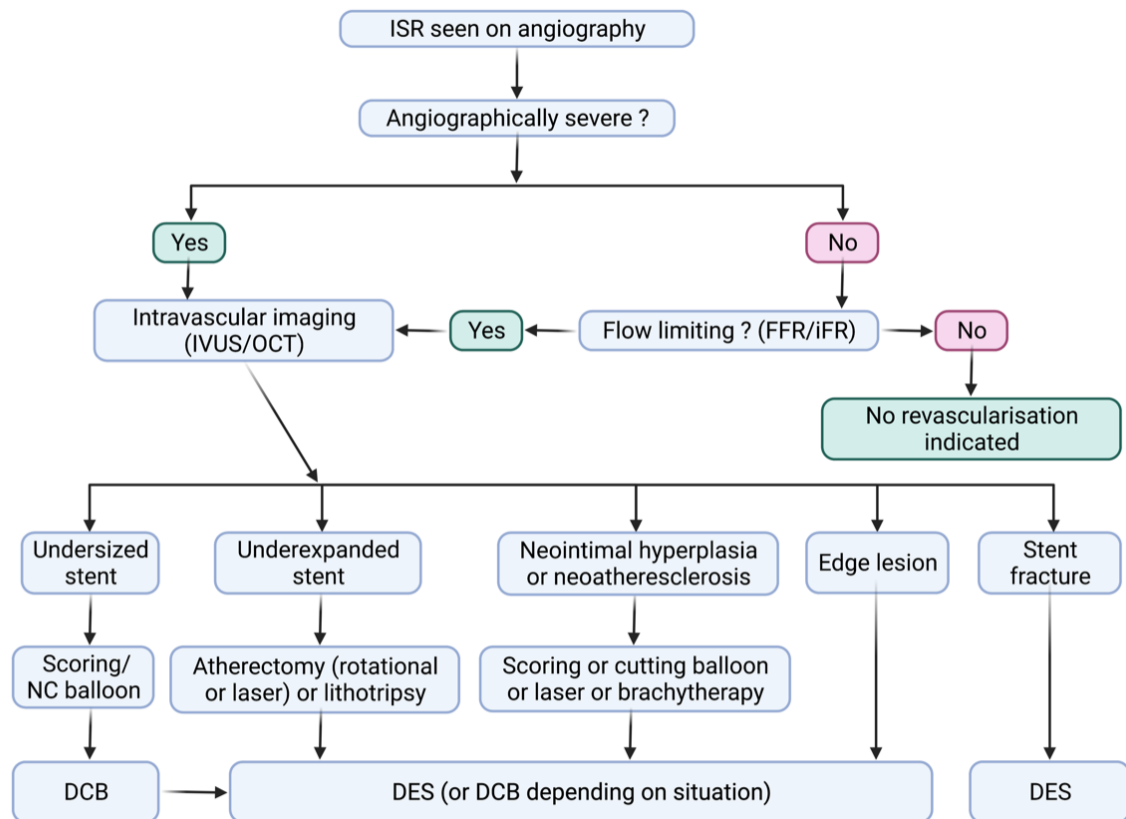 ISR seen on angiography
Angiographically severe ?
Yes
No
Intravascular imaging
(IVUS/OCT)
Yes
Flow limiting ? (FFR/iFR)
No
No revascularisation
indicated
Undersized
stent
Underexpanded
stent
Neointimal hyperplasia
or neoatheresclerosis
Edge lesion
Stent
fracture
Scoring/
NC balloon
Atherectomy (rotational
or laser) or lithotripsy
Scoring or cutting balloon
or laser or brachytherapy
DCB
DES (or DCB depending on situation)
DES